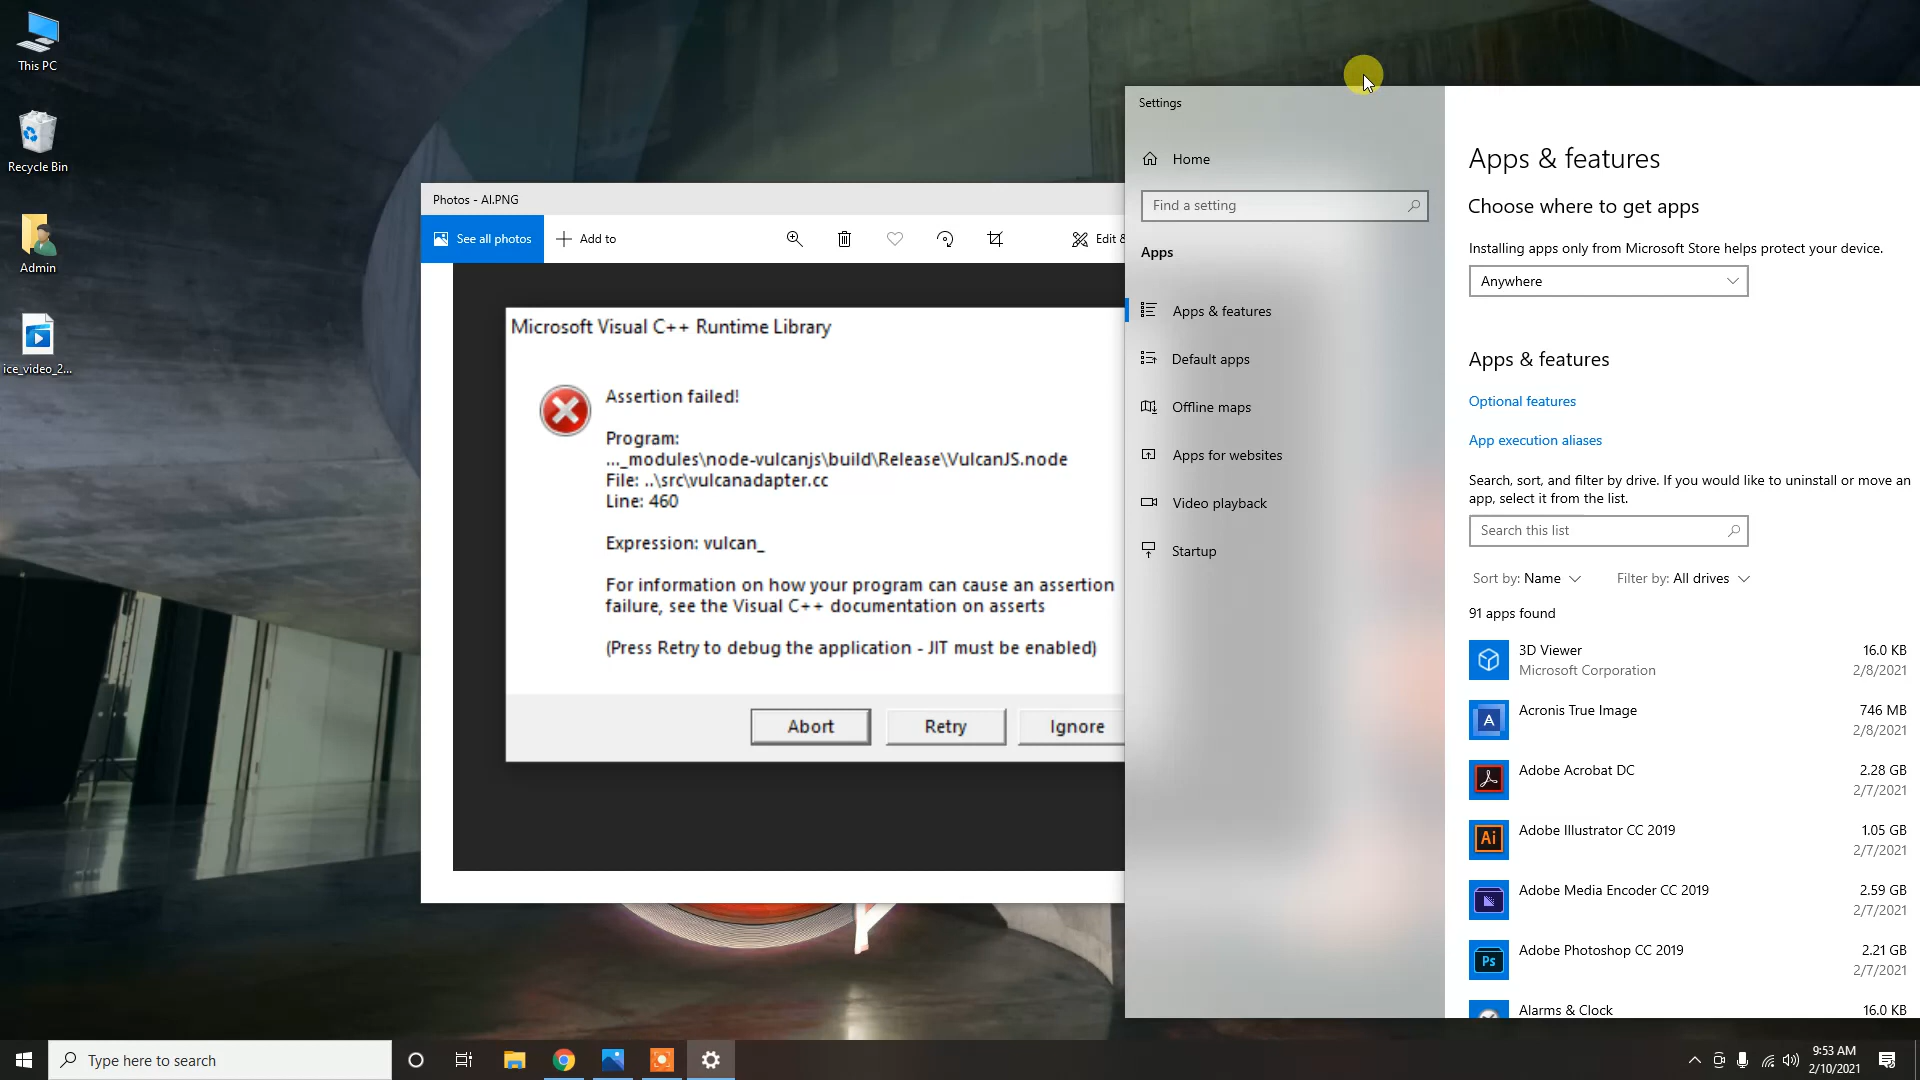 This PC
Recycle Bin
Admin
ice_video_2...
Photos - AI.PNG
See all photos
Add to
Edit &
Microsoft Visual C++ Runtime Library
Assertion failed!
Program:
..._modules\node-vulcanjs\build\Release\VulcanJS.node
File: ..\src\vulcanadapter.cc
Line: 460
Expression: vulcan_
For information on how your program can cause an assertion
failure, see the Visual C++ documentation on asserts
(Press Retry to debug the application - JIT must be enabled)
Abort
Retry
Ignore
Settings
Home
Find a setting
Apps
Apps & features
Default apps
Offline maps
Apps for websites
Video playback
Startup
Apps & features
Choose where to get apps
Installing apps only from Microsoft Store helps protect your device.
Anywhere
Apps & features
Optional features
App execution aliases
Search, sort, and filter by drive. If you would like to uninstall or move an
app, select it from the list.
Search this list
Sort by: Name
Filter by: All drives
91 apps found
3D Viewer
16.0 KB
Microsoft Corporation
2/8/2021
A
Acronis True Image
746 MB
2/8/2021
Adobe Acrobat DC
2.28 GB
2/7/2021
Ai
Adobe Illustrator CC 2019
1.05 GB
2/7/2021
Adobe Media Encoder CC 2019
2.59 GB
2/7/2021
Ps
Adobe Photoshop CC 2019
2.21 GB
2/7/2021
Alarms & Clock
16.0 KB
Type here to search
9:53 AM
2/10/2021